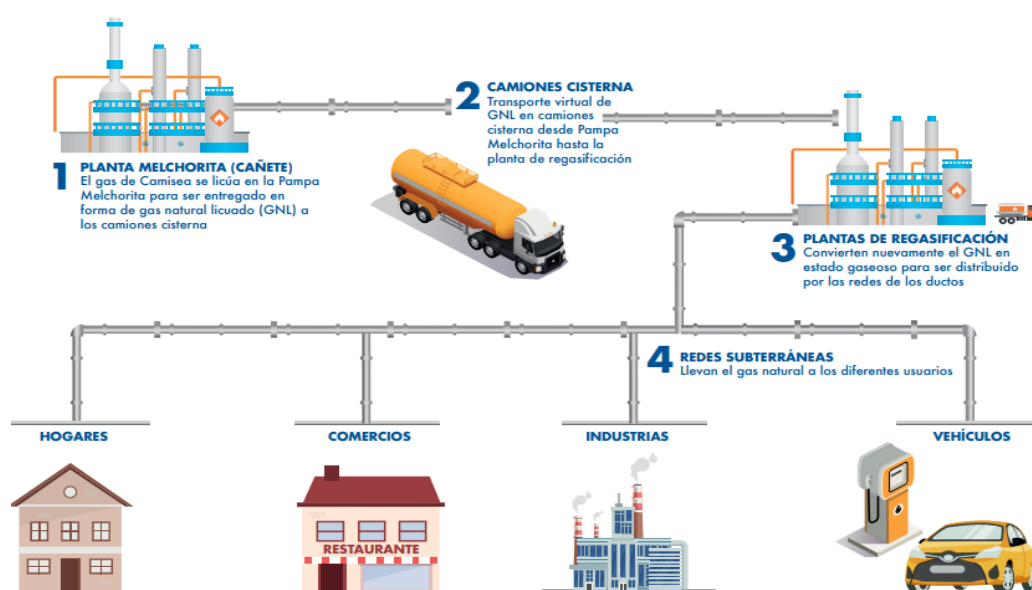 1
PLANTA MELCHORITA (CAÑETE)
El gas de Camisea se licúa en la Pampa
Melchorita para ser entregado en
forma de gas natural licuado (GNL) a
los camiones cisterna
2
CAMIONES CISTERNA
Transporte virtual de
GNL en camiones
cisterna desde Pampa
Melchorita hasta la
planta de regasificación
3
PLANTAS DE REGASIFICACIÓN
Convierten nuevamente el GNL en
estado gaseoso para ser distribuido
por las redes de los ductos
4
REDES SUBTERRÁNEAS
Llevan el gas natural a los diferentes usuarios
HOGARES
COMERCIOS
INDUSTRIAS
VEHÍCULOS
RESTAURANTE